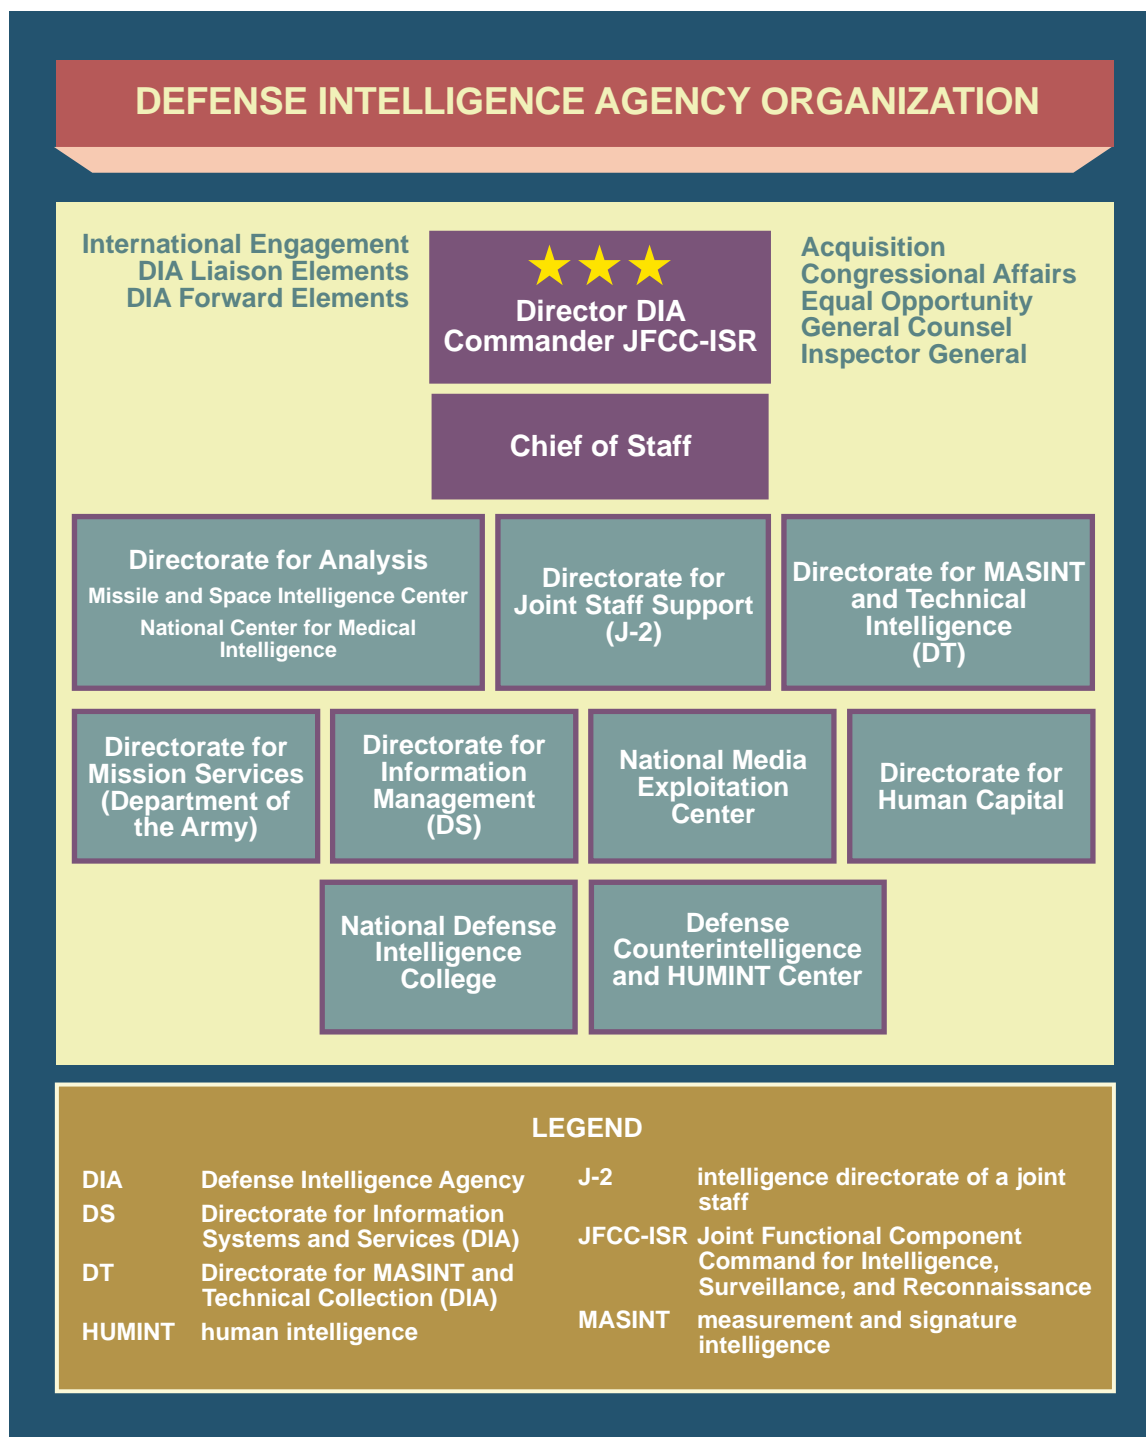 DEFENSE INTELLIGENCE AGENCY ORGANIZATION
International Engagement
DIA Liaison Elements
DIA Forward Elements
Director DIA
Commander JFCC-ISR
Acquisition
Congressional Affairs
Equal Opportunity
General Counsel
Inspector General
Chief of Staff
Directorate for Analysis
Missile and Space Intelligence Center
National Center for Medical
Intelligence
Directorate for
Joint Staff Support
(J-2)
Directorate for MASINT
and Technical
Intelligence
(DT)
Directorate for
Mission Services
(Department of
the Army)
Directorate for
Information
Management
(DS)
National Media
Exploitation
Center
Directorate for
Human Capital
National Defense
Intelligence
College
Defense
Counterintelligence
and HUMINT Center
LEGEND
DIA Defense Intelligence Agency
DS Directorate for Information
Systems and Services (DIA)
DT Directorate for MASINT and
Technical Collection (DIA)
HUMINT human intelligence
J-2 intelligence directorate of a joint
staff
JFCC-ISR Joint Functional Component
Command for Intelligence,
Surveillance, and Reconnaissance
MASINT measurement and signature
intelligence